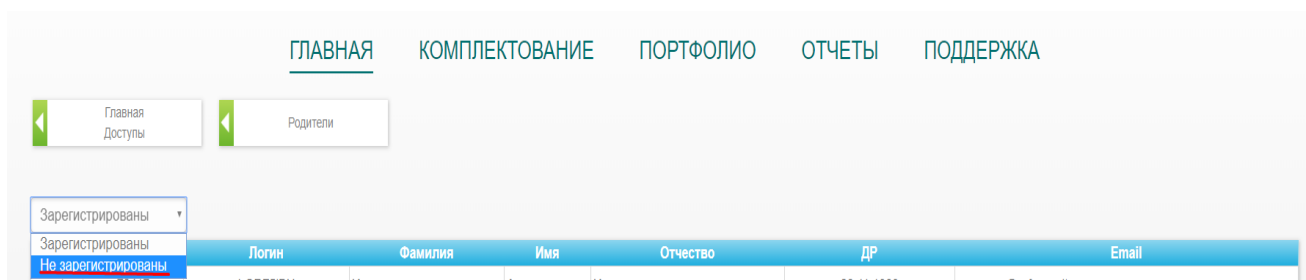 ГЛАВНАЯ КОМПЛЕКТОВАНИЕ ПОРТФОЛИО ОТЧЕТЫ ПОДДЕРЖКА
Главная
Доступы
Родители
Зарегистрированы
Зарегистрированы
Не зарегистрированы
Логин Фамилия Имя Отчество ДР Email